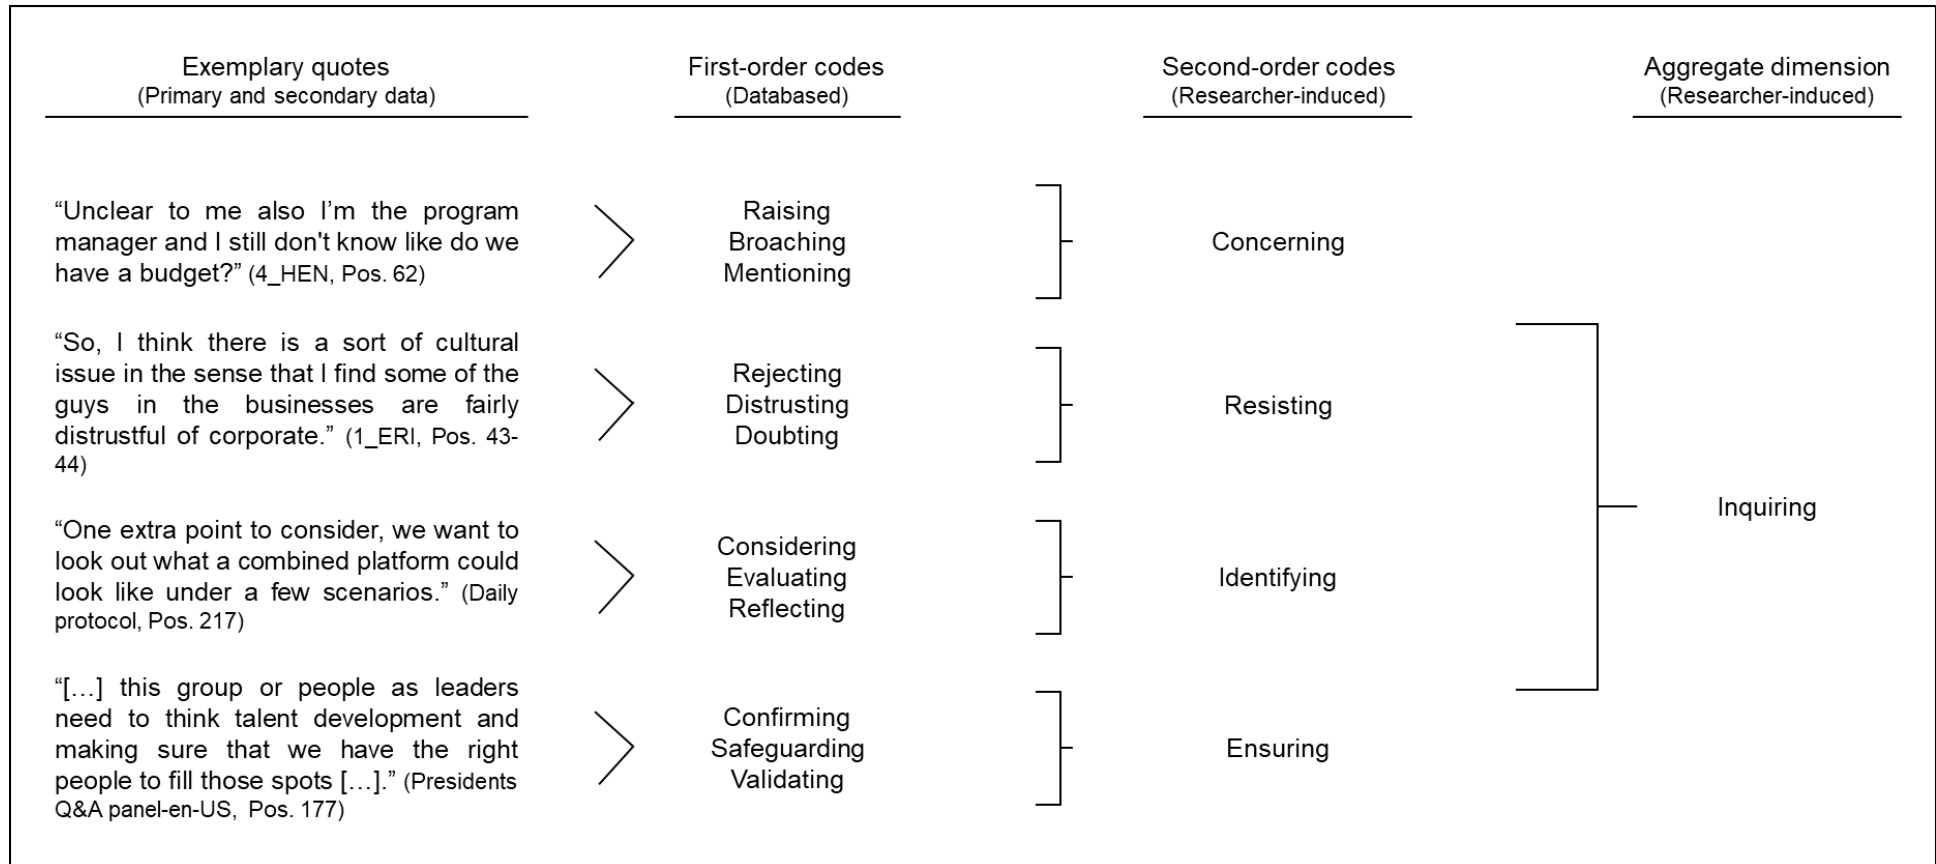 Exemplary quotes
(Primary and secondary data)
First-order codes
(Databased)
Second-order codes
(Researcher-induced)
Aggregate dimension
(Researcher-induced)
“Unclear to me also I’m the program
manager and I still don't know like do we
have a budget?” (4_HEN, Pos. 62)
Raising
Broaching
Mentioning
Concerning
“So, I think there is a sort of cultural
issue in the sense that I find some of the
guys in the businesses are fairly
distrustful of corporate.” (1_ERI, Pos. 43-
44)
Rejecting
Distrusting
Doubting
Resisting
“One extra point to consider, we want to
look out what a combined platform could
look like under a few scenarios.” (Daily
protocol, Pos. 217)
Considering
Evaluating
Reflecting
Identifying
“[…] this group or people as leaders
need to think talent development and
making sure that we have the right
people to fill those spots […].” (Presidents
Q&A panel-en-US, Pos. 177)
Confirming
Safeguarding
Validating
Ensuring
Inquiring